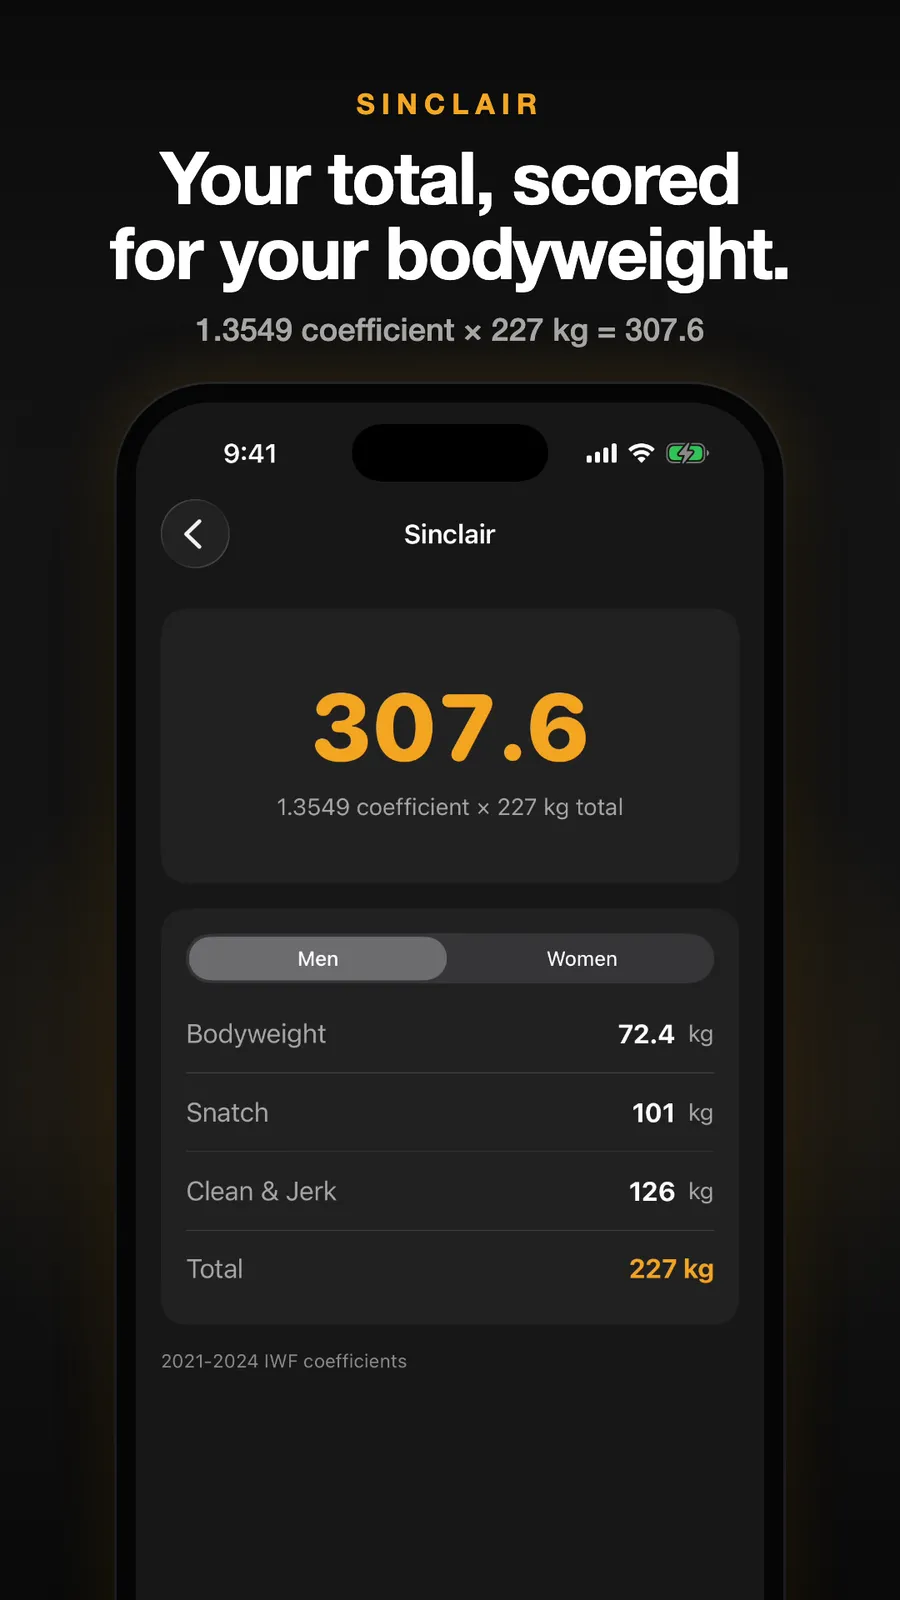 SINCLAIR
Your total, scored
for your bodyweight.
1.3549 coefficient × 227 kg = 307.6
9:41
Sinclair
307.6
1.3549 coefficient × 227 kg total
Men Women
Bodyweight 72.4 kg
Snatch 101 kg
Clean & Jerk 126 kg
Total 227 kg
2021-2024 IWF coefficients